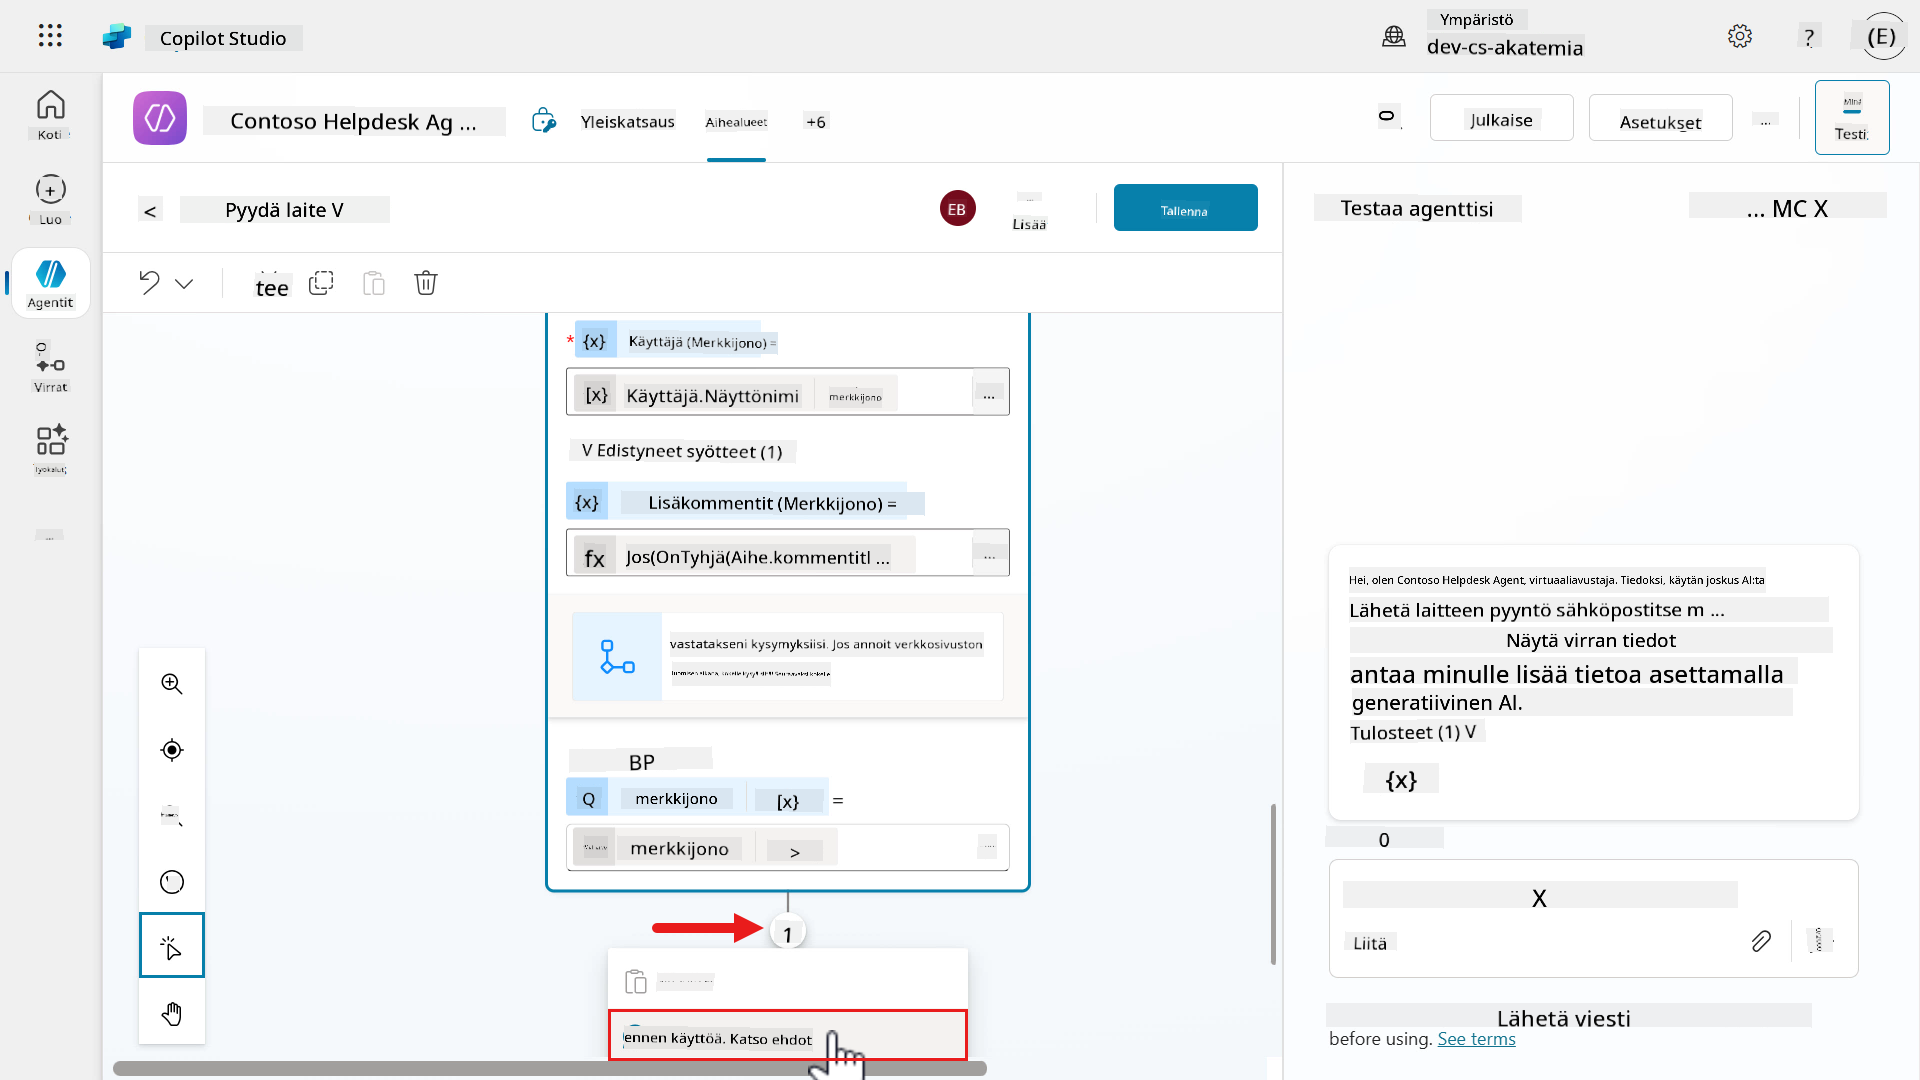 Copilot Studio
Ympäristö
dev-cs-akatemia
?
(E)
Koti
Luo
Agentit
Virrat
Työkalut
Contoso Helpdesk Ag ...
Yleiskatsaus
Aihealueet
+6
Julkaise
Asetukset
...
Testi
<
Pyydä laite V
EB
Lisää
Tallenna
tee
* {x} Käyttäjä (Merkkijono) =
[x} Käyttäjä.Näyttönimi merkkijono ...
V Edistyneet syötteet (1)
{x} Lisäkommentit (Merkkijono) =
fx Jos(OnTyhjä(Aihe.kommentitl ... ...
vastatakseni kysymyksiisi. Jos annoit verkkosivuston
BP
Q merkkijono [x} =
merkkijono >
1
ennen käyttöä. Katso ehdot
Testaa agenttisi
... MC X
Hei, olen Contoso Helpdesk Agent, virtuaaliavustaja. Tiedoksi, käytän joskus AI:ta
Lähetä laitteen pyyntö sähköpostitse m ...
Näytä virran tiedot
antaa minulle lisää tietoa asettamalla
generatiivinen AI.
Tulosteet (1) V
{x}
0
X
Liitä
Lähetä viesti
before using. See terms